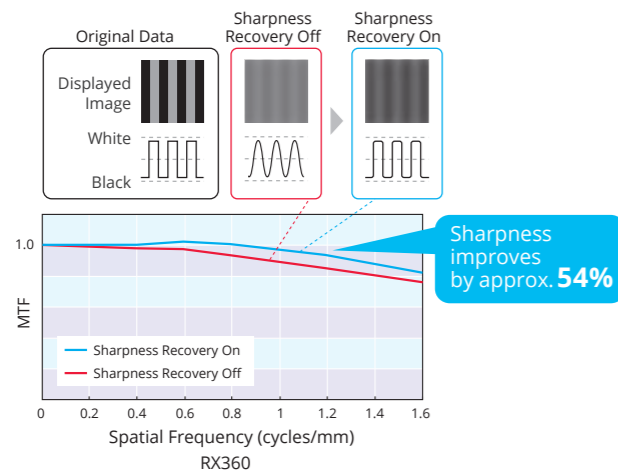 Original Data
Sharpness
Recovery Off
Sharpness
Recovery On
Displayed
Image
White
Black
1.0
Sharpness
improves
by approx. 54%
MTF
Sharpness Recovery On
Sharpness Recovery Off
0 0.2 0.4 0.6 0.8 1 1.2 1.4 1.6
Spatial Frequency (cycles/mm)
RX360